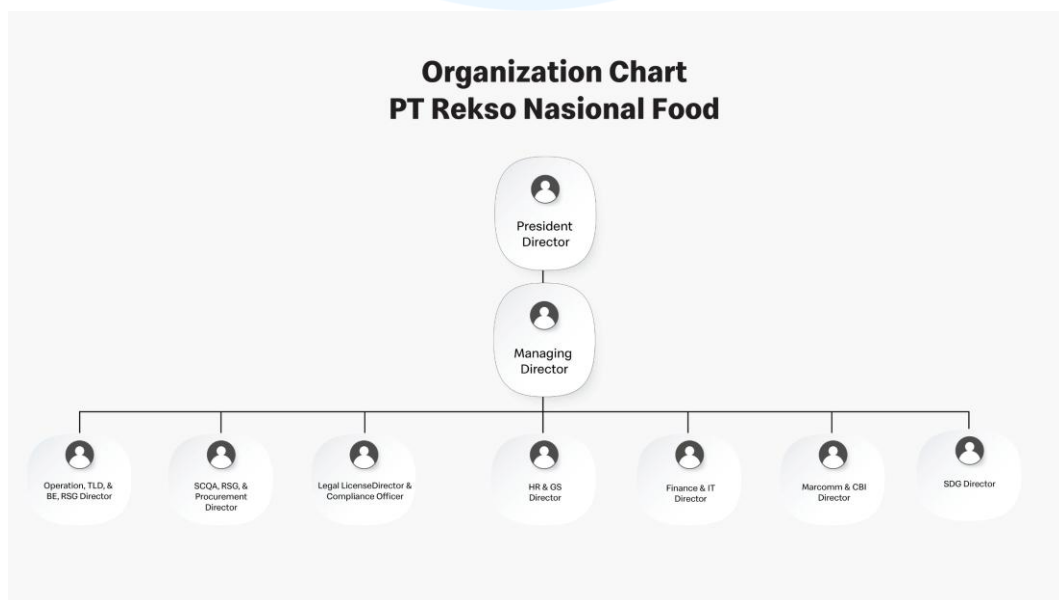 Organization Chart
PT Rekso Nasional Food
President
Director
Managing
Director
Operation, TLD, &
BE, RSG Director
SCQA, RSG, &
Procurement
Director
Legal LicenseDirector &
Compliance Officer
HR & GS
Director
Finance & IT
Director
Marcomm & CBI
Director
SDG Director